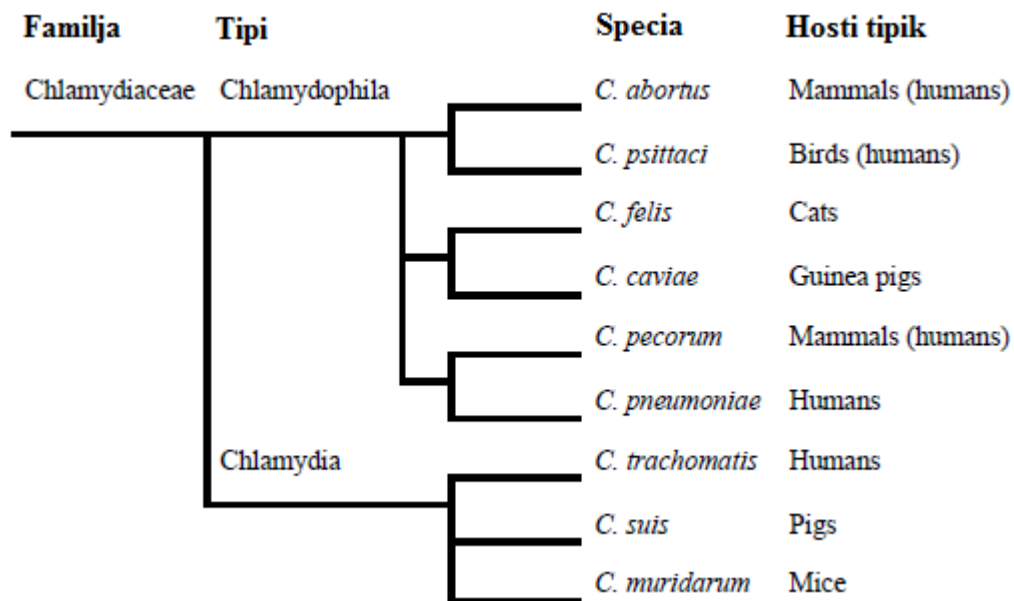 Familja Tipi Specia Hosti tipik
Chlamydiaceae Chlamydophila C. abortus Mammals (humans)
C. psittaci Birds (humans)
C. felis Cats
C. caviae Guinea pigs
C. pecorum Mammals (humans)
C. pneumoniae Humans
Chlamydia C. trachomatis Humans
C. suis Pigs
C. muridarum Mice